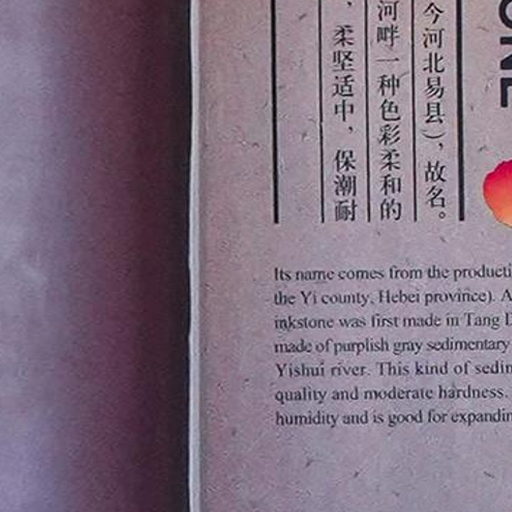 ONE
今河北易县），故名。
河畔一种色彩柔和的
，柔坚适中，保潮耐
Its name comes from the producti
the Yi county, Hebei province). A
inkstone was first made in Tang D
made of purplish gray sedimentary
Yishui river. This kind of sedim
quality and moderate hardness.
humidity and is good for expandin